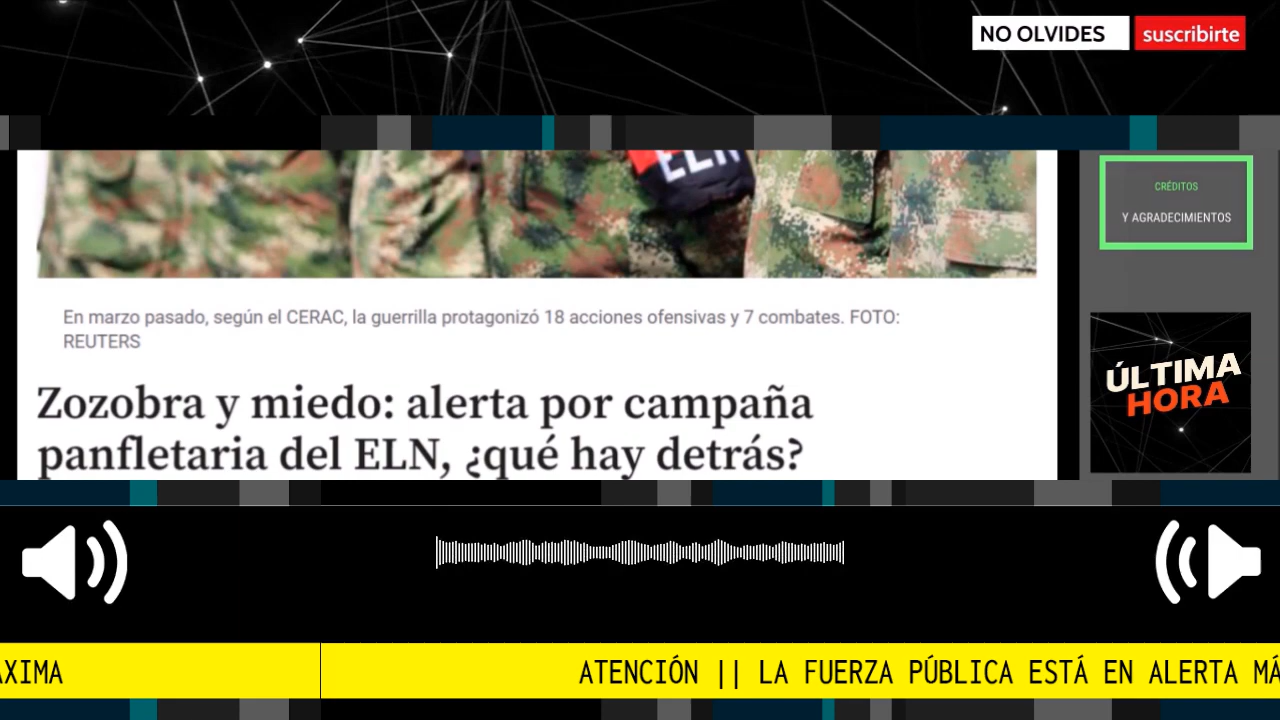 NO OLVIDES suscribirte
ELN
CRÉDITOS
Y AGRADECIMIENTOS
En marzo pasado, según el CERAC, la guerrilla protagonizó 18 acciones ofensivas y 7 combates. FOTO:
REUTERS
Zozobra y miedo: alerta por campaña
panfletaria del ELN, ¿qué hay detrás?
ÚLTIMA
HORA
ÁXIMA
ATENCIÓN || LA FUERZA PÚBLICA ESTÁ EN ALERTA MÁ